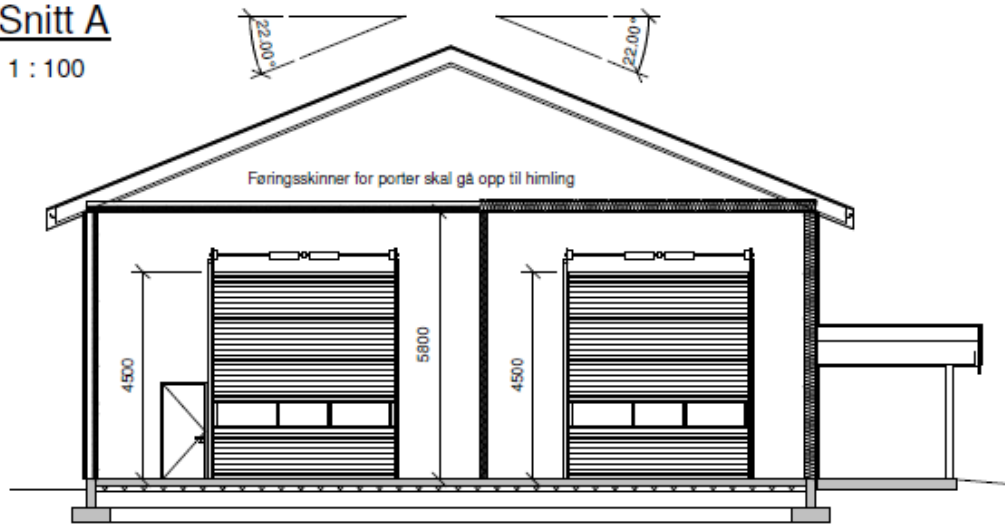 Snitt A
1 : 100
22.00°
22.00°
Føringsskinner for porter skal gå opp til himling
4500
5800
4500